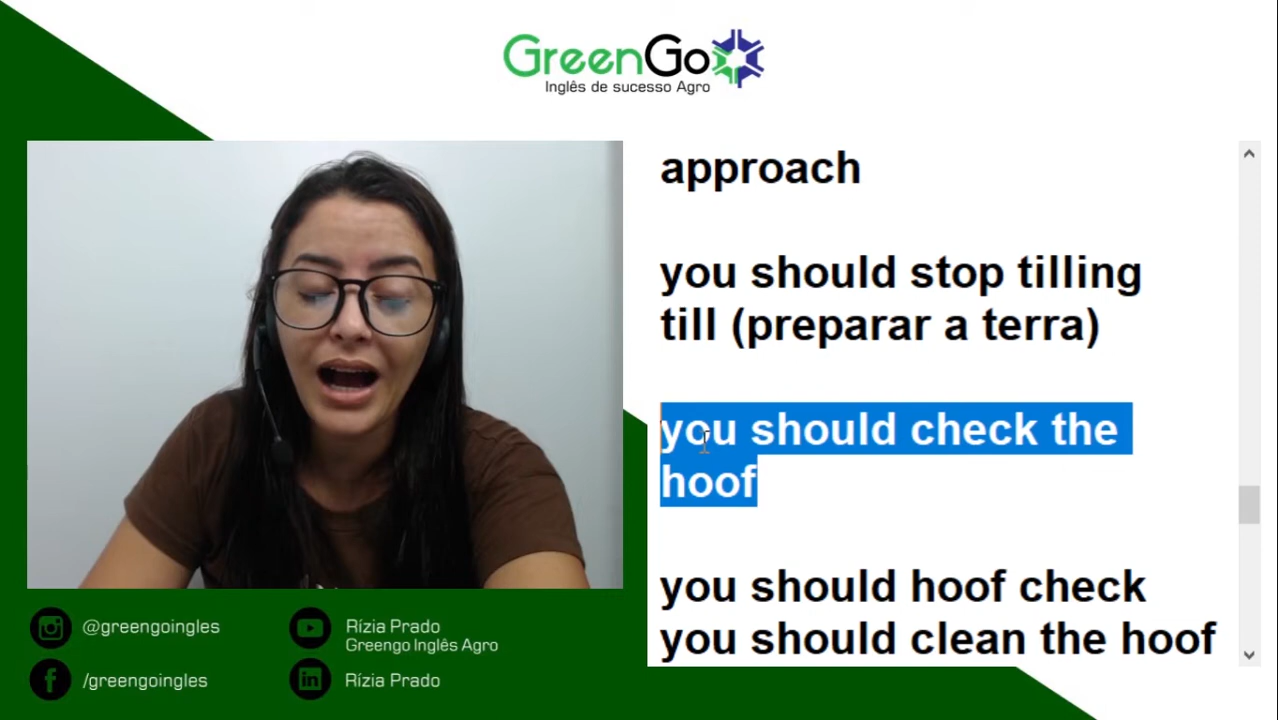 GreenGo
Inglês de sucesso Agro
approach
you should stop tilling
till (preparar a terra)
you should check the
hoof
you should hoof check
you should clean the hoof
@greengoingles
/greengoingles
Rízia Prado
Greengo Inglês Agro
Rízia Prado